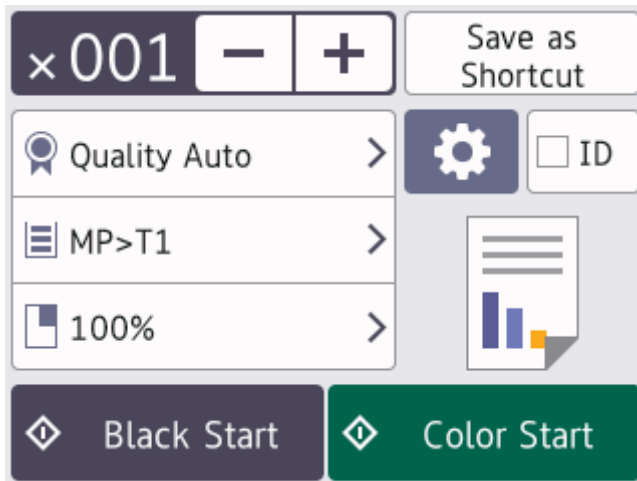 ×001 − +
Save as
Shortcut
Quality Auto
ID
MP>T1
100%
Black Start
Color Start